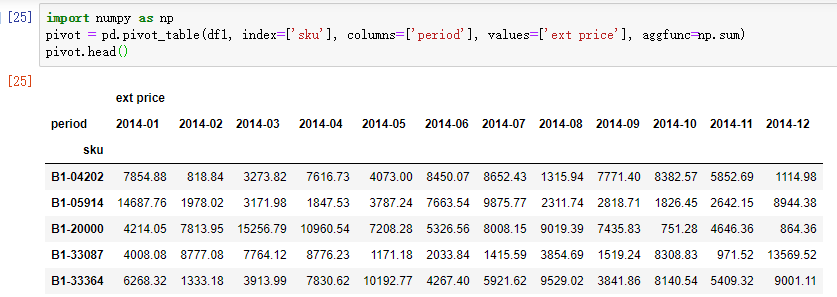 [25] import numpy as np
pivot = pd.pivot_table(df1, index=['sku'], columns=['period'], values=['ext price'], aggfunc=np.sum)
pivot.head()
[25]
ext price
period 2014-01 2014-02 2014-03 2014-04 2014-05 2014-06 2014-07 2014-08 2014-09 2014-10 2014-11 2014-12
sku
B1-04202 7854.88 818.84 3273.82 7616.73 4073.00 8450.07 8652.43 1315.94 7771.40 8382.57 5852.69 1114.98
B1-05914 14687.76 1978.02 3171.98 1847.53 3787.24 7663.54 9875.77 2311.74 2818.71 1826.45 2642.15 8944.38
B1-20000 4214.05 7813.95 15256.79 10960.54 7208.28 5326.56 8008.15 9019.39 7435.83 751.28 4646.36 864.36
B1-33087 4008.08 8777.08 7764.12 8776.23 1171.18 2033.84 1415.59 3854.69 1519.24 8308.83 971.52 13569.52
B1-33364 6268.32 1333.18 3913.99 7830.62 10192.77 4267.40 5921.62 9529.02 3841.86 8140.54 5409.32 9001.11